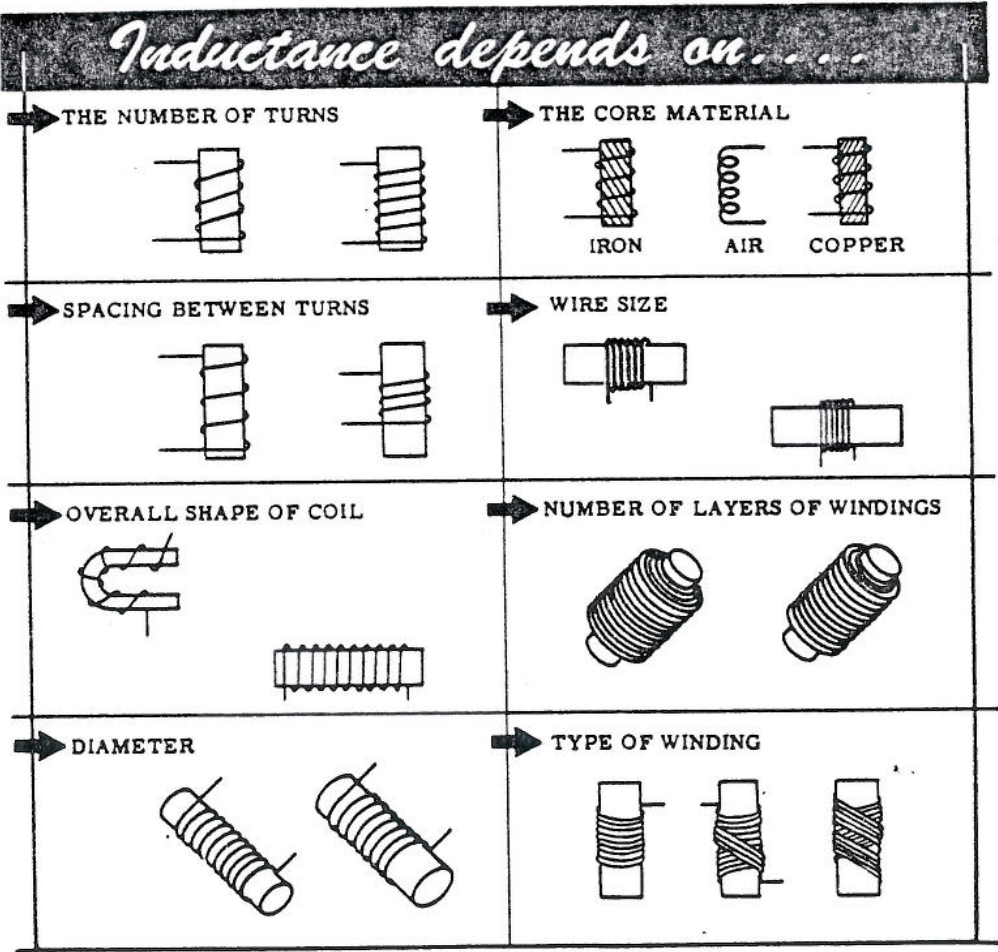 Inductance depends on....
THE NUMBER OF TURNS
THE CORE MATERIAL
IRON AIR COPPER
SPACING BETWEEN TURNS
WIRE SIZE
OVERALL SHAPE OF COIL
NUMBER OF LAYERS OF WINDINGS
DIAMETER
TYPE OF WINDING